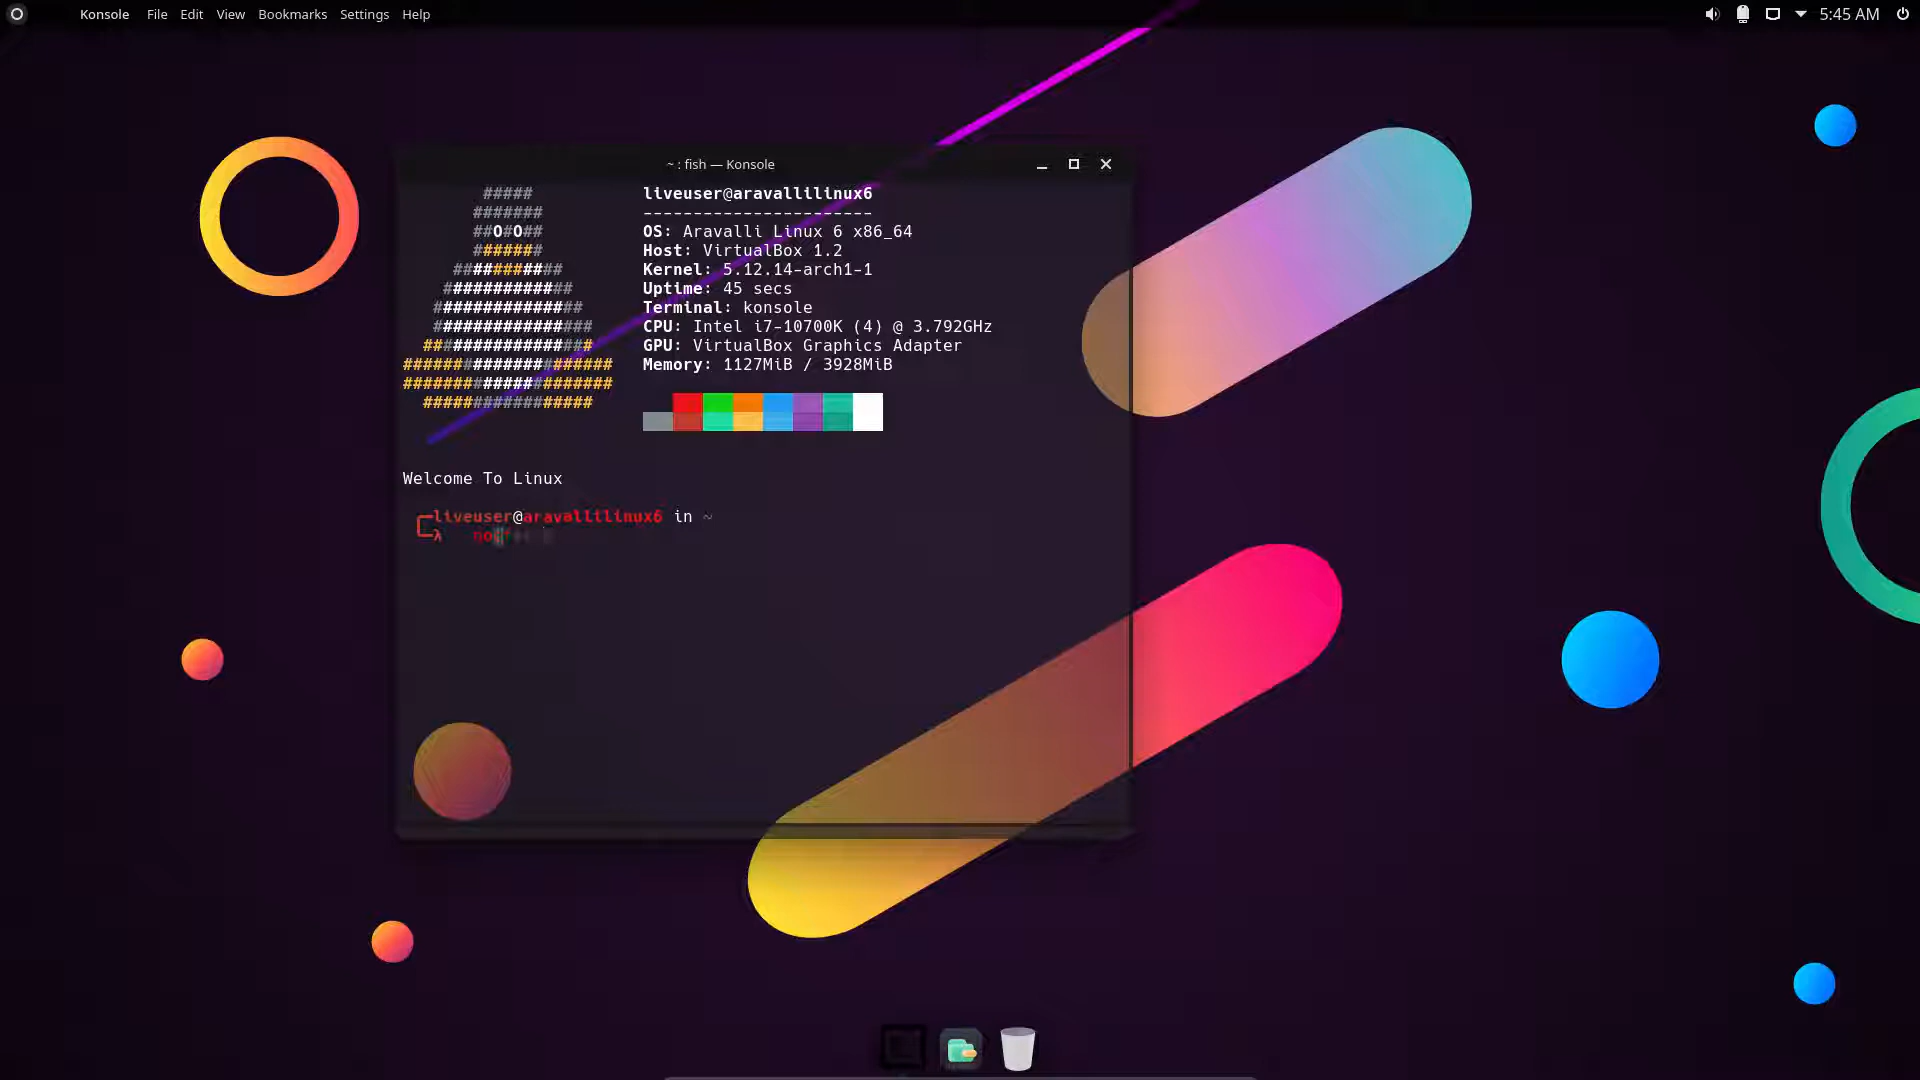 Konsole File Edit View Bookmarks Settings Help 5:45 AM
~ : fish — Konsole
##### liveuser@aravallilinux6
####### -----------------------
##O#O## OS: Aravalli Linux 6 x86_64
####### Host: VirtualBox 1.2
########### Kernel: 5.12.14-arch1-1
############# Uptime: 45 secs
############### Terminal: konsole
################ CPU: Intel i7-10700K (4) @ 3.792GHz
################# GPU: VirtualBox Graphics Adapter
##################### Memory: 1127MiB / 3928MiB
#####################
#################
Welcome To Linux
liveuser@aravallilinux6 in ~
λ